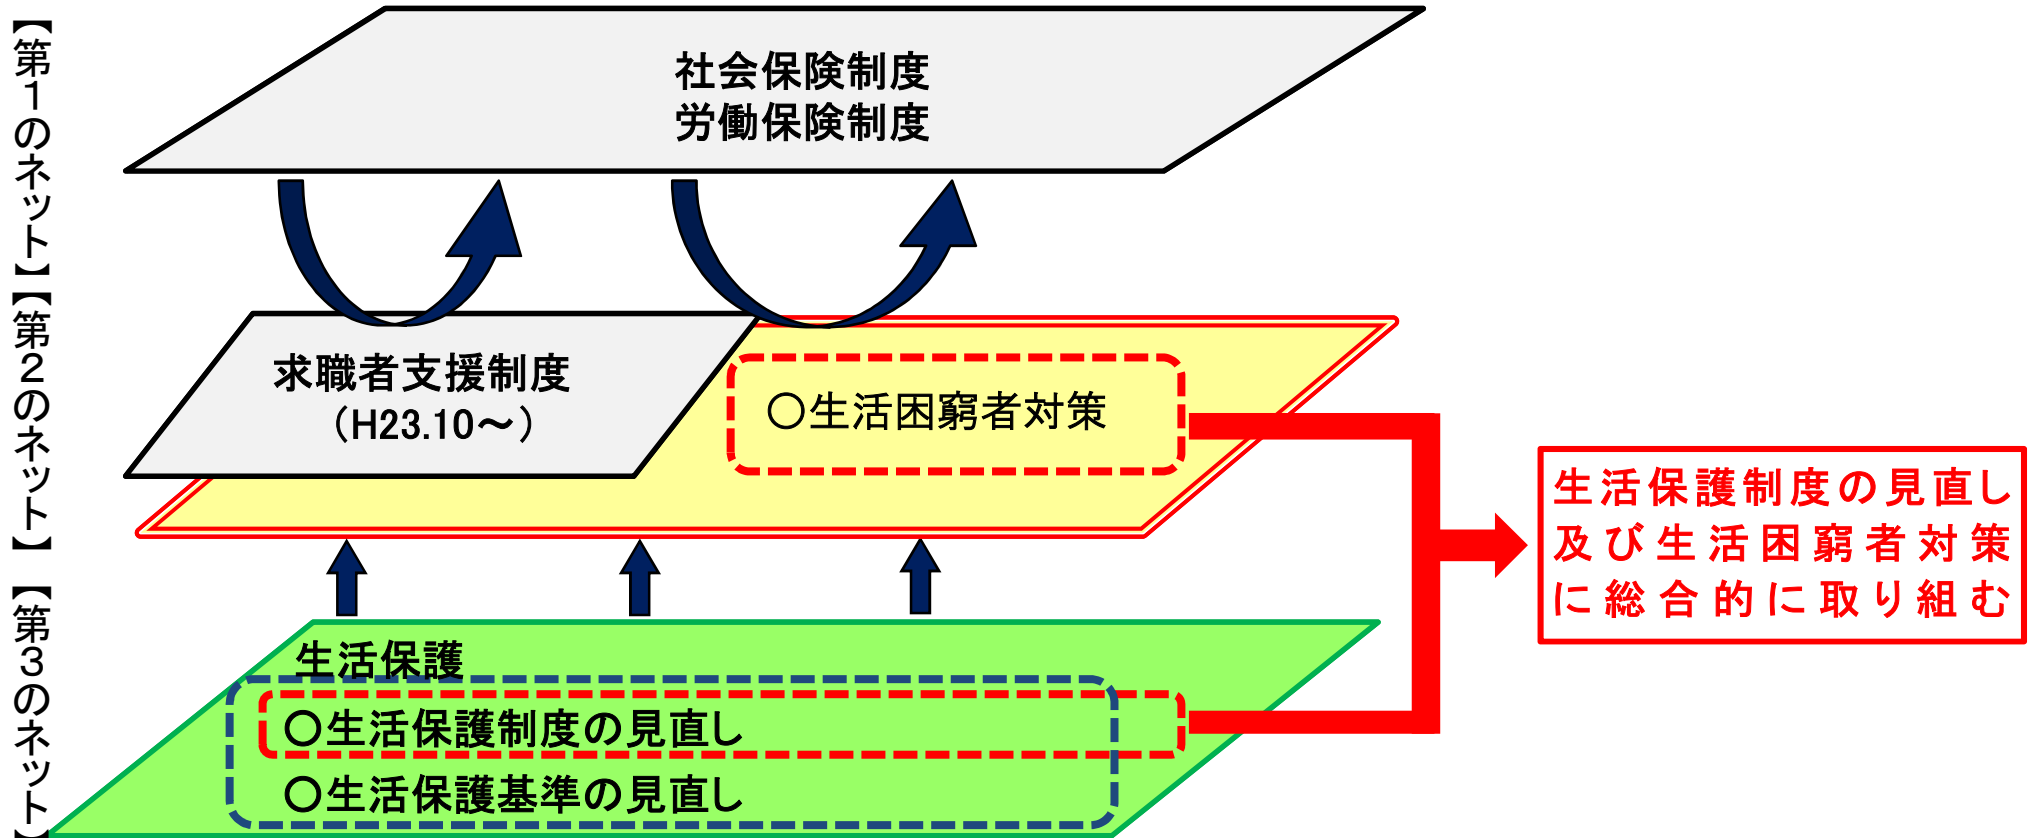 【第1のネット】
社会保険制度
労働保険制度
【第2のネット】
求職者支援制度
（H23.10～）
○生活困窮者対策
生活保護制度の見直し
及び生活困窮者対策
に総合的に取り組む
【第3のネット】
生活保護
○生活保護制度の見直し
○生活保護基準の見直し